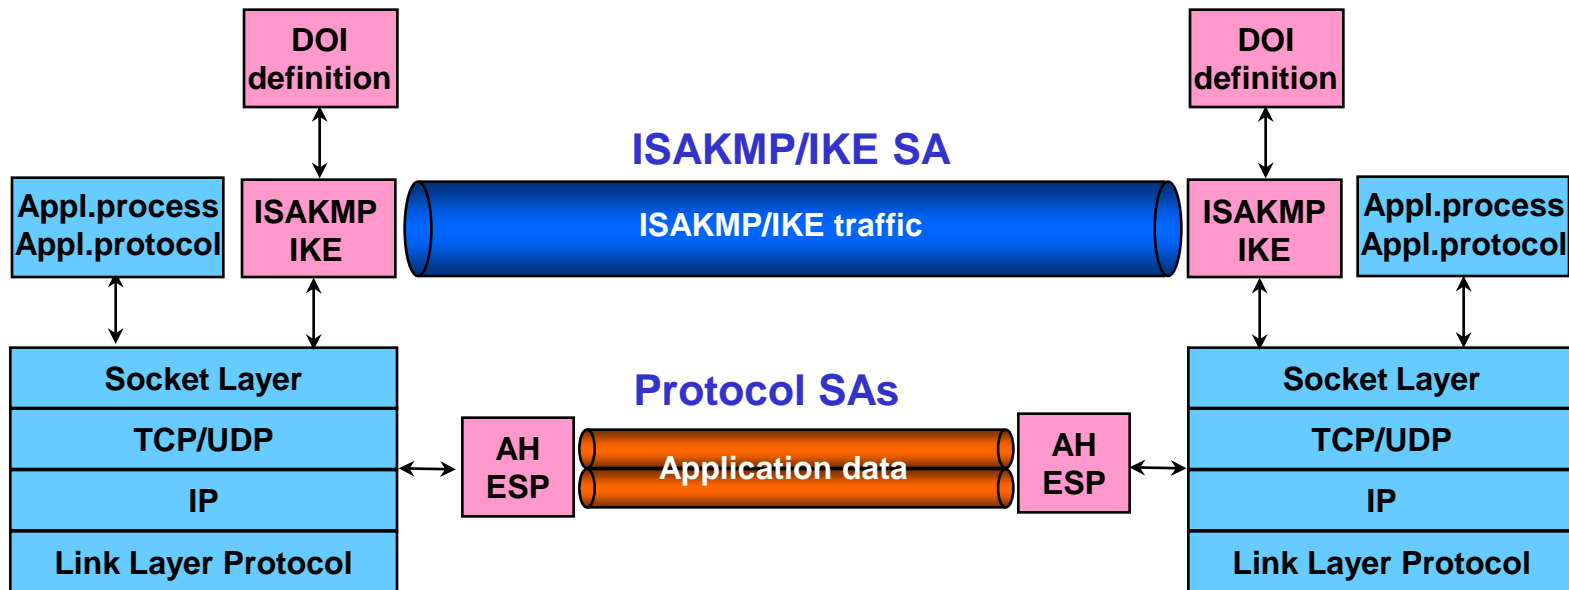 DOI
definition
DOI
definition
ISAKMP/IKE SA
Appl.process
Appl.protocol
ISAKMP
IKE
ISAKMP/IKE traffic
ISAKMP
IKE
Appl.process
Appl.protocol
Socket Layer
TCP/UDP
IP
Link Layer Protocol
Protocol SAs
AH
ESP
Application data
AH
ESP
Socket Layer
TCP/UDP
IP
Link Layer Protocol